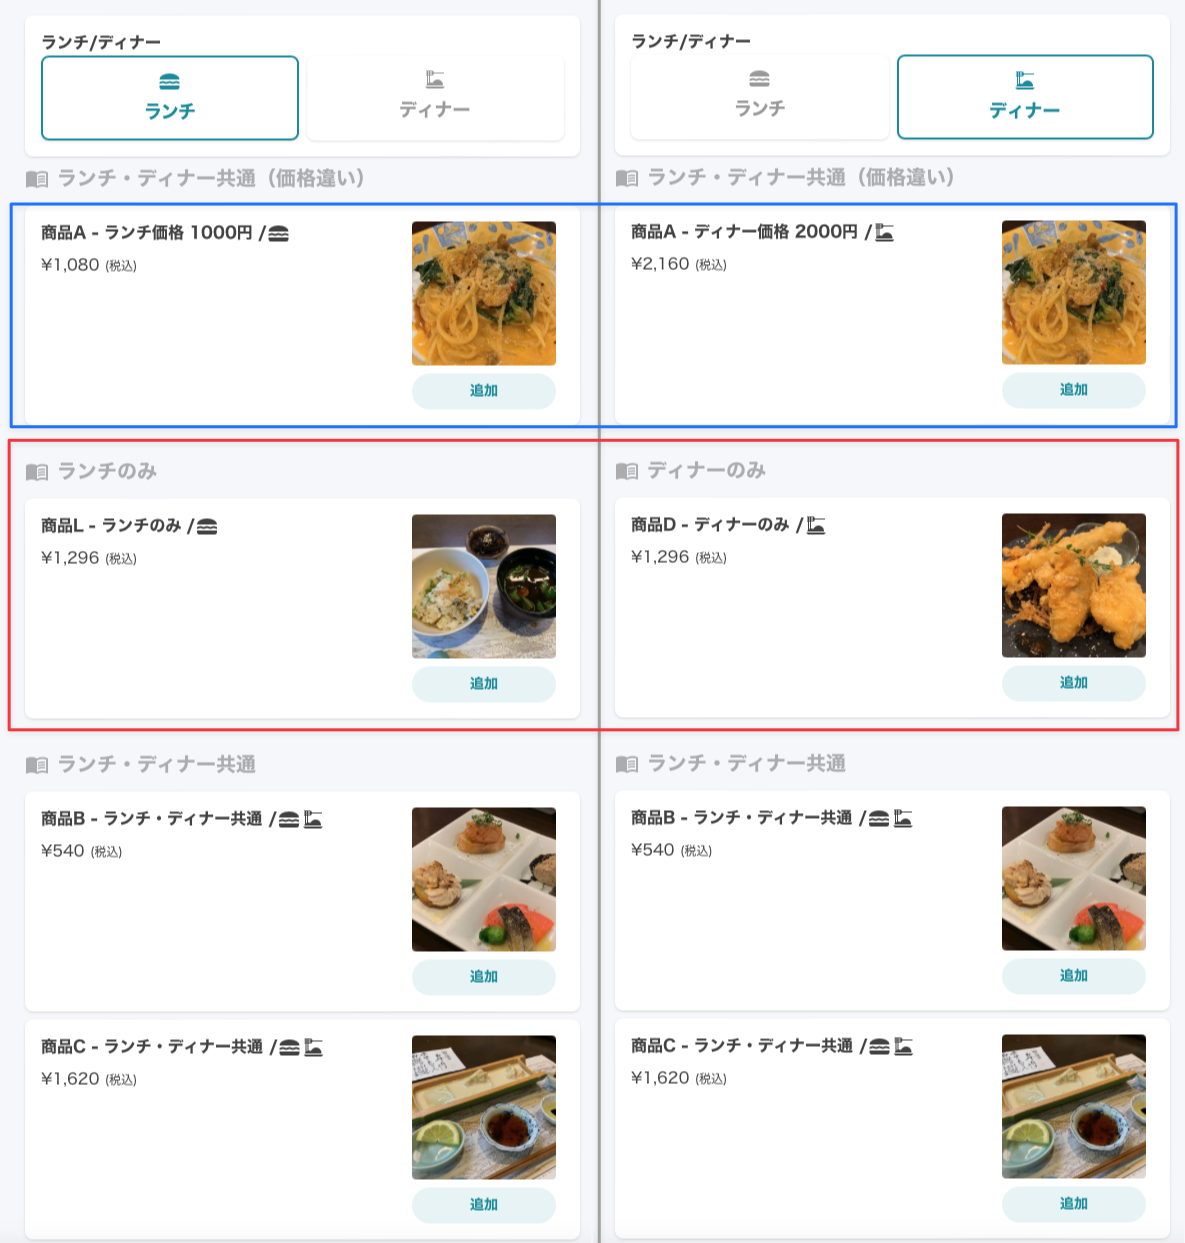 ランチ/ディナー
ランチ
ディナー
ランチ・ディナー共通（価格違い）
商品A - ランチ価格 1000円 /
¥1,080 (税込)
追加
ランチのみ
商品L - ランチのみ /
¥1,296 (税込)
追加
ランチ・ディナー共通
商品B - ランチ・ディナー共通 /
¥540 (税込)
追加
商品C - ランチ・ディナー共通 /
¥1,620 (税込)
追加
ランチ/ディナー
ランチ
ディナー
ランチ・ディナー共通（価格違い）
商品A - ディナー価格 2000円 /
¥2,160 (税込)
追加
ディナーのみ
商品D - ディナーのみ /
¥1,296 (税込)
追加
ランチ・ディナー共通
商品B - ランチ・ディナー共通 /
¥540 (税込)
追加
商品C - ランチ・ディナー共通 /
¥1,620 (税込)
追加